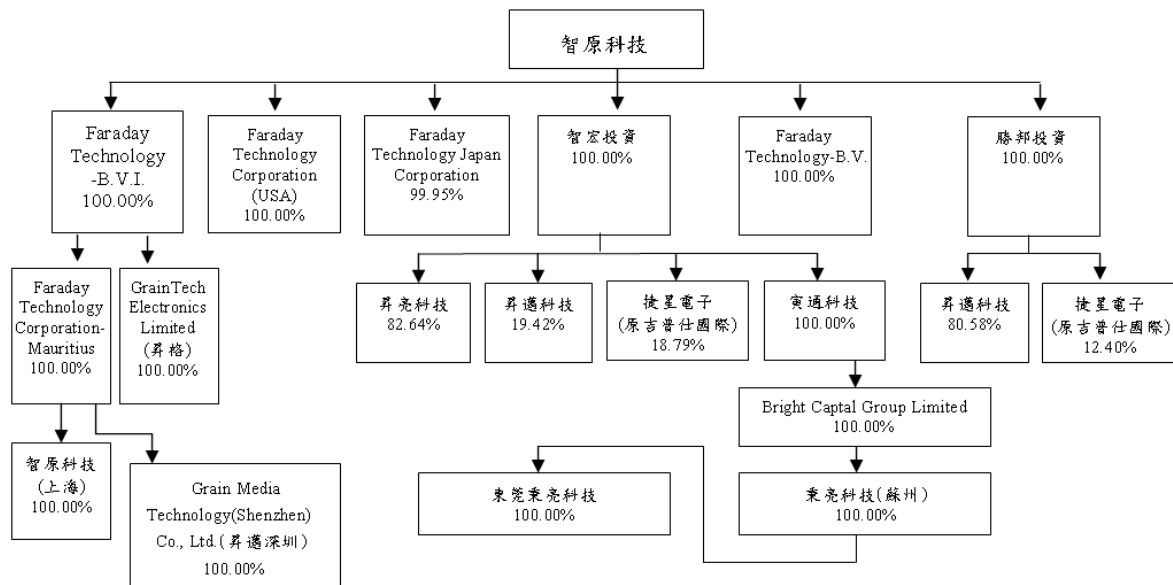 智原科技
Faraday
Technology
-B.V.I.
100.00%
Faraday
Technology
Corporation
(USA)
100.00%
Faraday
Technology Japan
Corporation
99.95%
智宏投資
100.00%
Faraday
Technology-B.V.
100.00%
勝邦投資
100.00%
Faraday
Technology
Corporation-
Mauritius
100.00%
GrainTech
Electronics
Limited
(昇格)
100.00%
昇亮科技
82.64%
昇邁科技
19.42%
捷星電子
(原吉普仕國際)
18.79%
寅通科技
100.00%
昇邁科技
80.58%
捷星電子
(原吉普仕國際)
12.40%
Bright Captal Group Limited
100.00%
智原科技
(上海)
100.00%
Grain Media
Technology(Shenzhen)
Co., Ltd.(昇邁深圳)
100.00%
東莞秉亮科技
100.00%
秉亮科技(蘇州)
100.00%